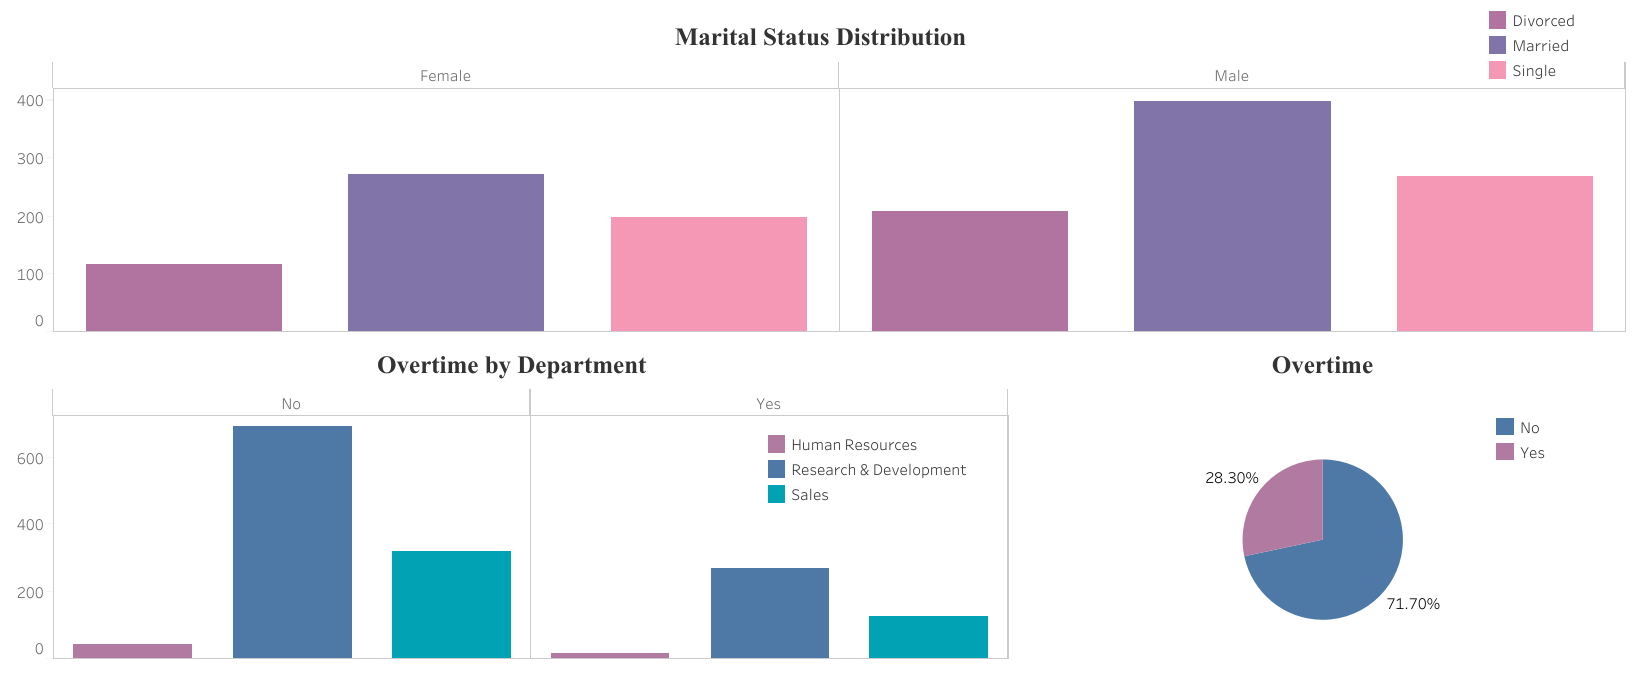 Marital Status Distribution
Divorced
Married
Single
Female
Male
400
300
200
100
0
Overtime by Department
No
Yes
600
400
200
0
Human Resources
Research & Development
Sales
Overtime
No
Yes
28.30%
71.70%